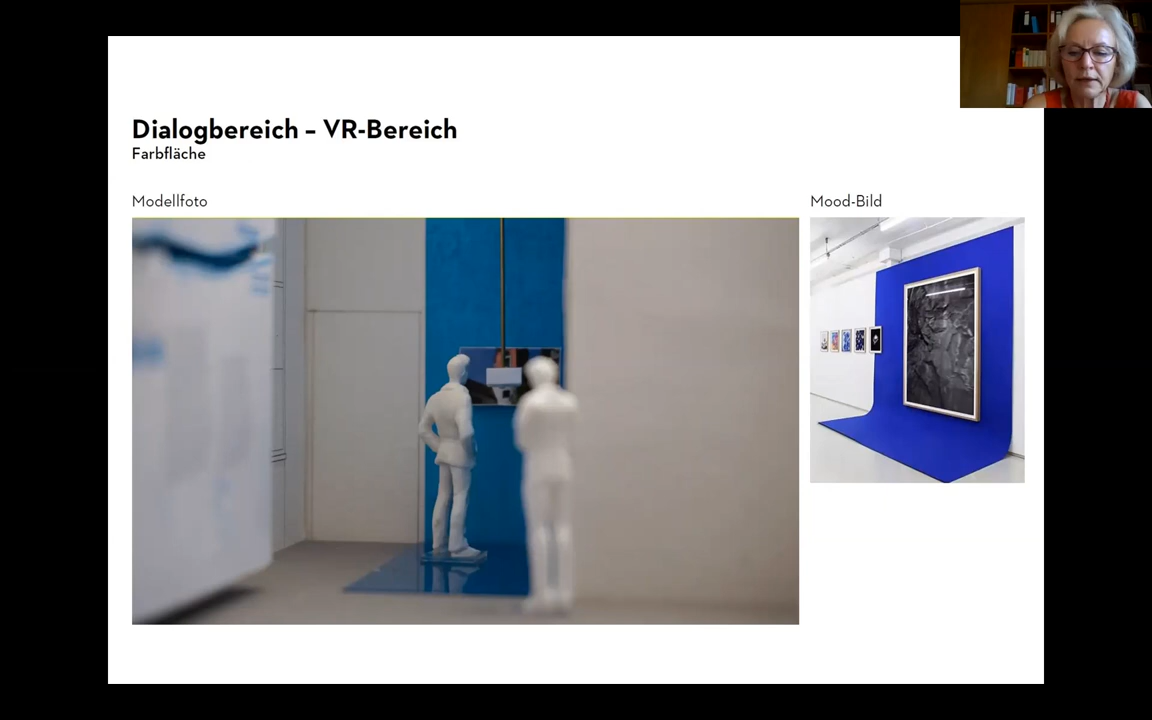 Dialogbereich – VR-Bereich
Farbfläche
Modellfoto
Mood-Bild